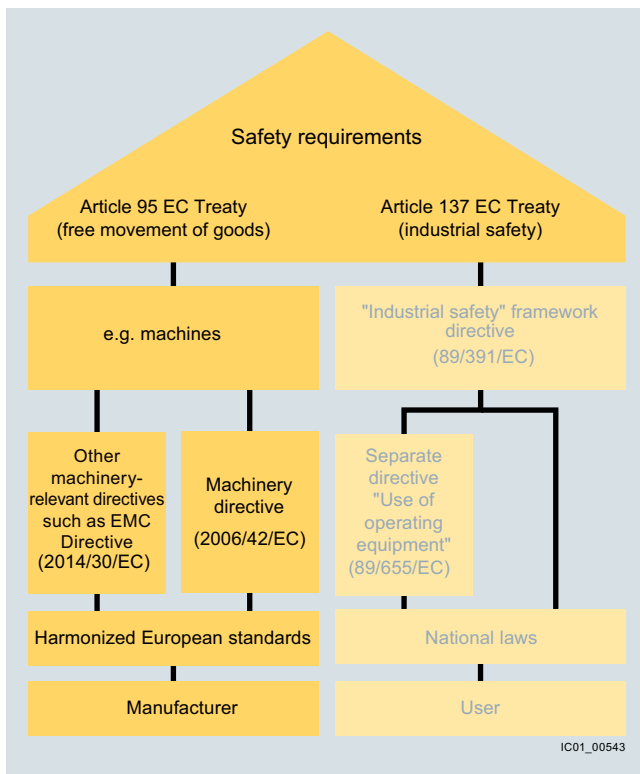 Safety requirements
Article 95 EC Treaty
(free movement of goods)
Article 137 EC Treaty
(industrial safety)
e.g. machines
"Industrial safety" framework
directive
(89/391/EC)
Other
machinery-
relevant directives
such as EMC
Directive
(2014/30/EC)
Machinery
directive
(2006/42/EC)
Separate
directive
"Use of
operating
equipment"
(89/655/EC)
Harmonized European standards
National laws
Manufacturer
User
IC01_00543